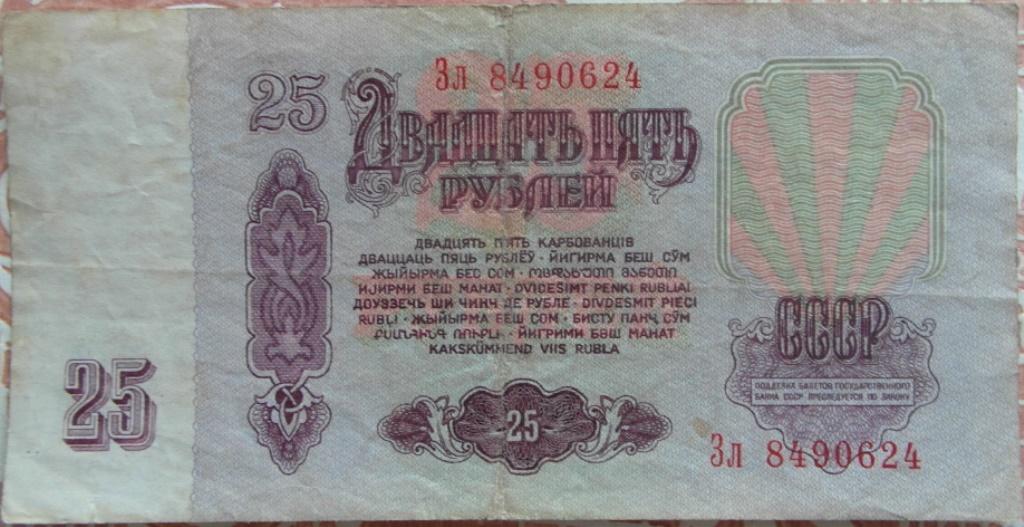 Зл 8490624
25
Двадцать пять
рублей
ДВАДЦЯТЬ П'ЯТЬ КАРБОВАНЦІВ
ДВАЦЦАЦЬ ПЯЦЬ РУБЛЁЎ · ЙИГИРМА БЕШ СЎМ
ЖЫЙЫРМА БЕС СОМ · ᲝᲪᲓᲐᲮᲣᲗᲘ ᲛᲐᲜᲔᲗᲘ
ИЈИРМИ БЕШ МАНАТ · DVIDEŠIMT PENKI RUBLIAI
ДОУЗЕЧЬ ШИ ЧИНЧ ДЕ РУБЛЕ · DIVDESMIT PIECI
RUBĻI · ЖЫЙЫРМА БЕШ СОМ · БИСТУ ПАНҶ СЎМ
ՔՍԱՆՀԻՆԳ ՌՈՒԲԼԻ · ЙИГРИМИ БӘШ МАНАТ
KAKSKÜMMEND VIIS RUBLA
СССР
ПОДДЕЛКА БИЛЕТОВ ГОСУДАРСТВЕННОГО
БАНКА СССР ПРЕСЛЕДУЕТСЯ ПО ЗАКОНУ
25
25
Зл 8490624